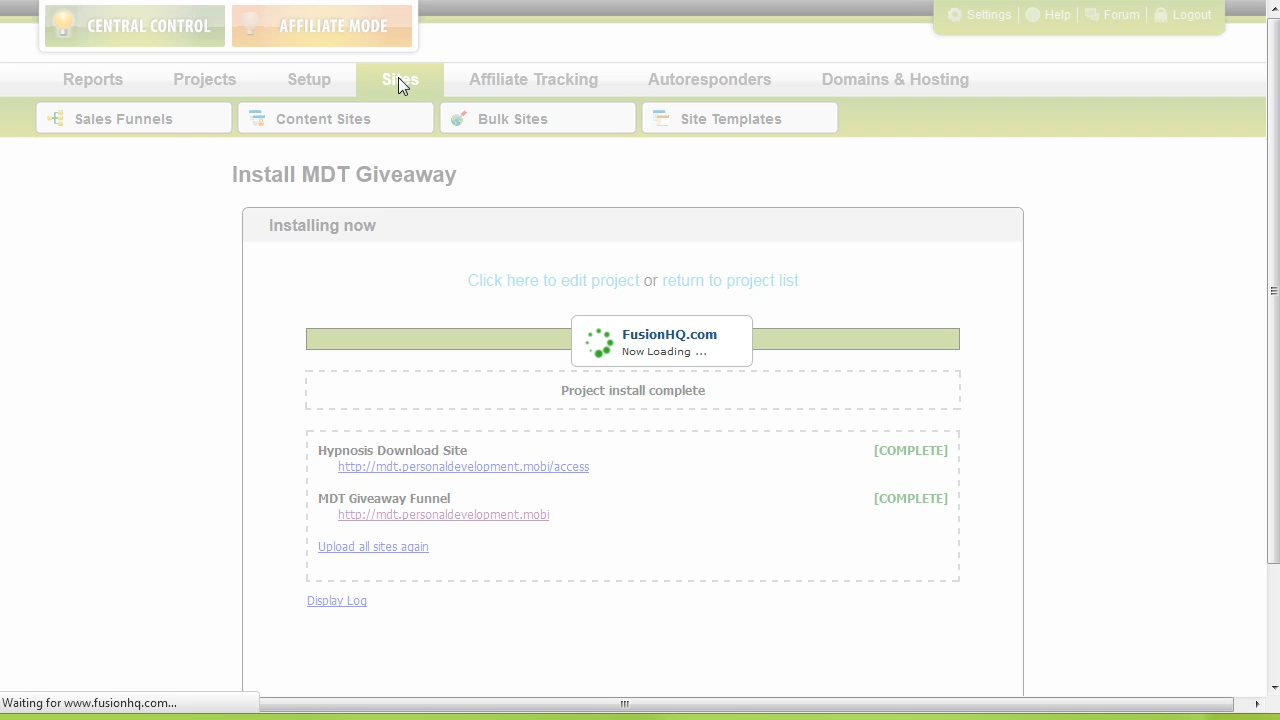 CENTRAL CONTROL
AFFILIATE MODE
Settings
Help
Forum
Logout
Reports
Projects
Setup
Sites
Affiliate Tracking
Autoresponders
Domains & Hosting
Sales Funnels
Content Sites
Bulk Sites
Site Templates
Install MDT Giveaway
Installing now
Click here to edit project or return to project list
FusionHQ.com
Now Loading ...
Project install complete
Hypnosis Download Site [COMPLETE]
http://mdt.personaldevelopment.mobi/access
MDT Giveaway Funnel [COMPLETE]
http://mdt.personaldevelopment.mobi
Upload all sites again
Display Log
Waiting for www.fusionhq.com...